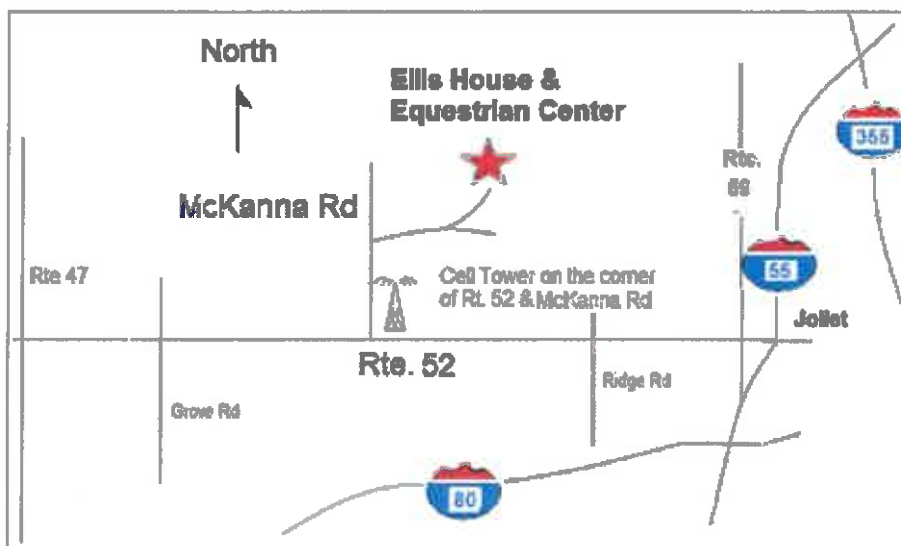 North
Ellis House &
Equestrian Center
355
Rte.
59
McKanna Rd
Rte 47
Cell Tower on the corner
of Rt. 52 & McKanna Rd
55
Joliet
Rte. 52
Ridge Rd
Grove Rd
80